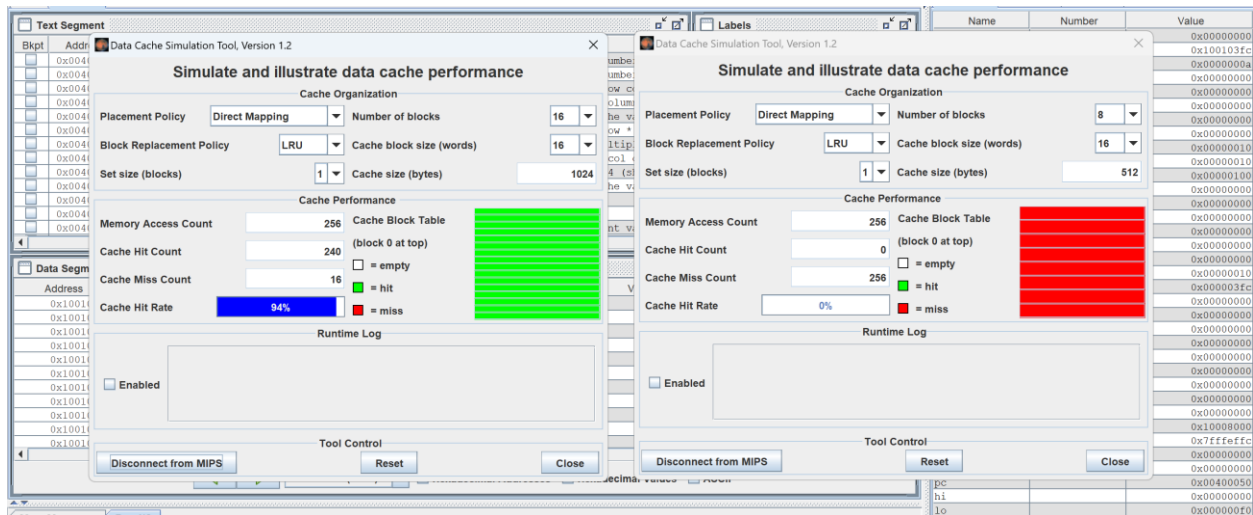 Text Segment
Labels
Name Number Value
Bkpt Addr
Data Cache Simulation Tool, Version 1.2
Simulate and illustrate data cache performance
Cache Organization
Placement Policy Direct Mapping Number of blocks 16
Block Replacement Policy LRU Cache block size (words) 16
Set size (blocks) 1 Cache size (bytes) 1024
Cache Performance
Memory Access Count 256 Cache Block Table
(block 0 at top)
Cache Hit Count 240
= empty
Cache Miss Count 16
= hit
Cache Hit Rate 94%
= miss
Runtime Log
Enabled
Tool Control
Disconnect from MIPS Reset Close
Data Cache Simulation Tool, Version 1.2
Simulate and illustrate data cache performance
Cache Organization
Placement Policy Direct Mapping Number of blocks 8
Block Replacement Policy LRU Cache block size (words) 16
Set size (blocks) 1 Cache size (bytes) 512
Cache Performance
Memory Access Count 256 Cache Block Table
(block 0 at top)
Cache Hit Count 0
= empty
Cache Miss Count 256
= hit
Cache Hit Rate 0%
= miss
Runtime Log
Enabled
Tool Control
Disconnect from MIPS Reset Close
Data Segm
Address
0x00000000
0x100103fc
0x0000000a
0x00000000
0x00000000
0x00000000
0x00000000
0x00000000
0x00000010
0x00000010
0x00000100
0x00000000
0x00000000
0x00000000
0x00000000
0x00000000
0x00000000
0x00000010
0x000003fc
0x00000000
0x00000000
0x00000000
0x00000000
0x00000000
0x00000000
0x00000000
0x00000000
0x00000000
0x10008000
0x7fffeffc
0x00000000
0x00000000
pc 0x00400050
hi 0x00000000
lo 0x000000f0